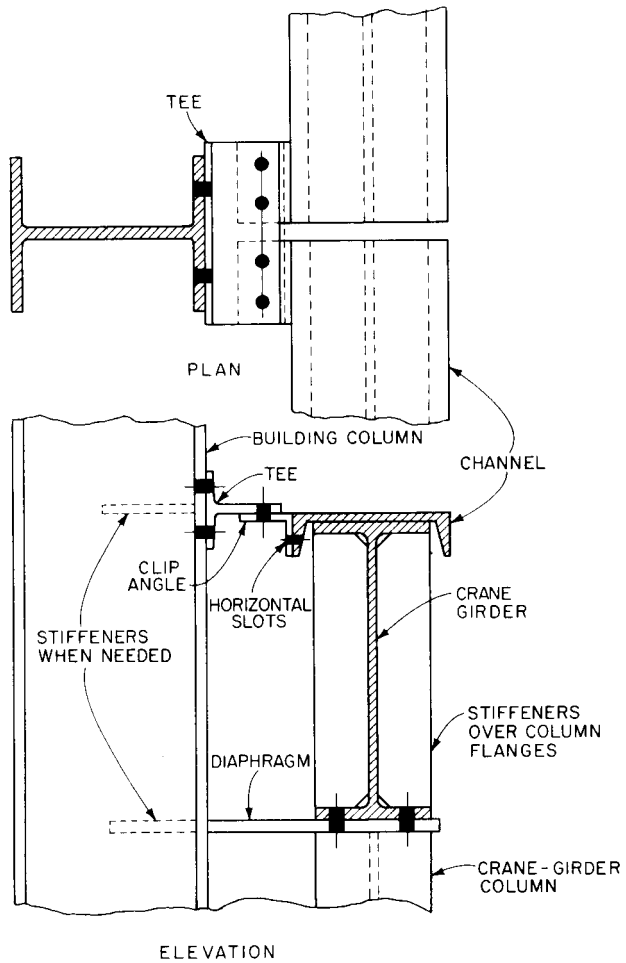 TEE
PLAN
BUILDING COLUMN
TEE
CHANNEL
CLIP
ANGLE
HORIZONTAL
SLOTS
CRANE
GIRDER
STIFFENERS
WHEN NEEDED
STIFFENERS
OVER COLUMN
FLANGES
DIAPHRAGM
CRANE-GIRDER
COLUMN
ELEVATION